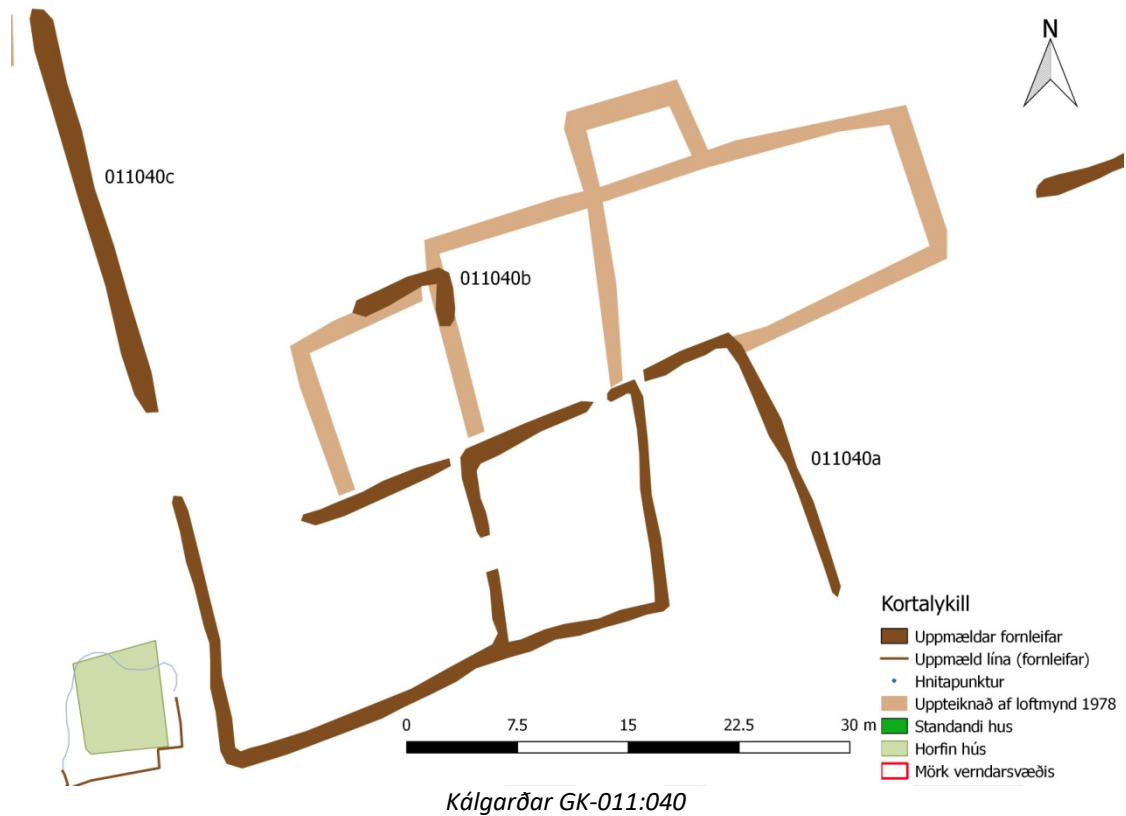 N
011040c
011040b
011040a
Kortalykill
Uppmældar fornleifar
Uppmæld lína (fornleifar)
Hnitapunktur
Uppteiknað af loftmynd 1978
Standandi hus
Horfin hús
Mörk verndarsvæðis
0 7.5 15 22.5 30 m
Kálgarðar GK-011:040